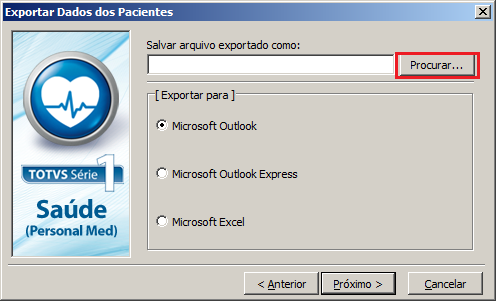 Exportar Dados dos Pacientes
Salvar arquivo exportado como:
Procurar...
[ Exportar para ]
Microsoft Outlook
Microsoft Outlook Express
Microsoft Excel
TOTVS Série 1
Saúde
(Personal Med)
< Anterior
Próximo >
Cancelar